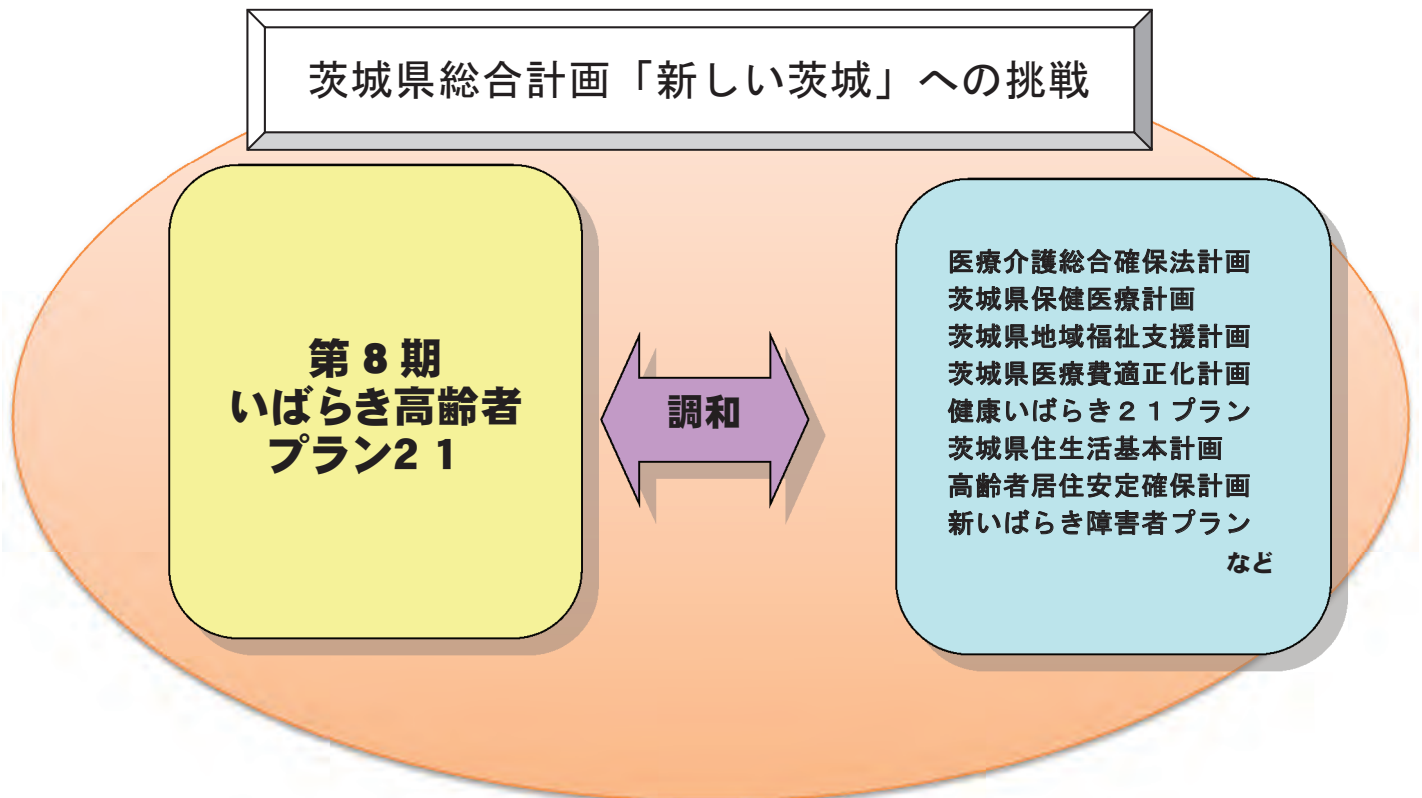 茨城県総合計画「新しい茨城」への挑戦
第８期
いばらき高齢者
プラン２１
調和
医療介護総合確保法計画
茨城県保健医療計画
茨城県地域福祉支援計画
茨城県医療費適正化計画
健康いばらき２１プラン
茨城県住生活基本計画
高齢者居住安定確保計画
新いばらき障害者プラン
など